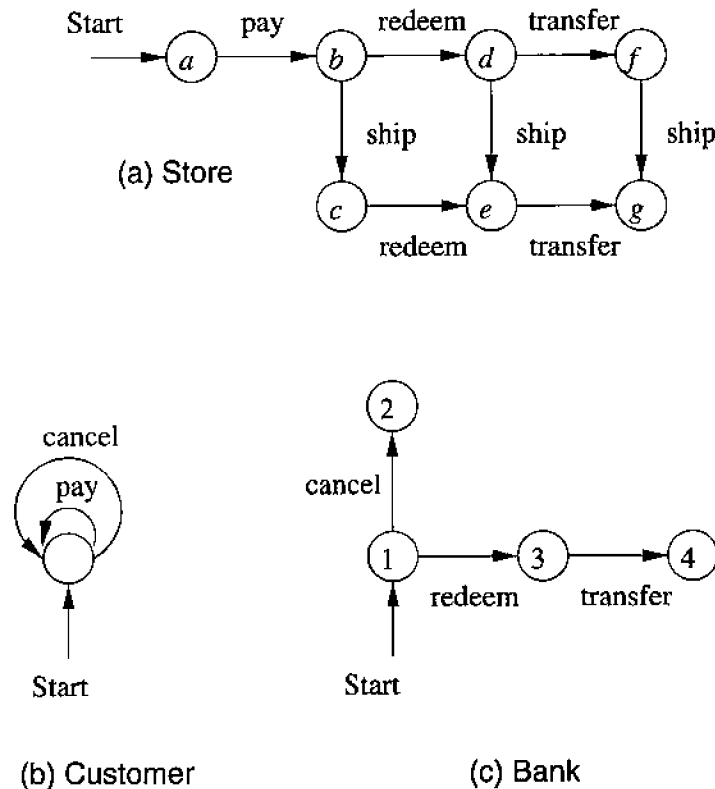 Start pay redeem transfer
a b d f
ship ship ship
(a) Store
c e g
redeem transfer
2
cancel
pay
cancel
1 3 4
redeem transfer
Start
Start
(b) Customer (c) Bank